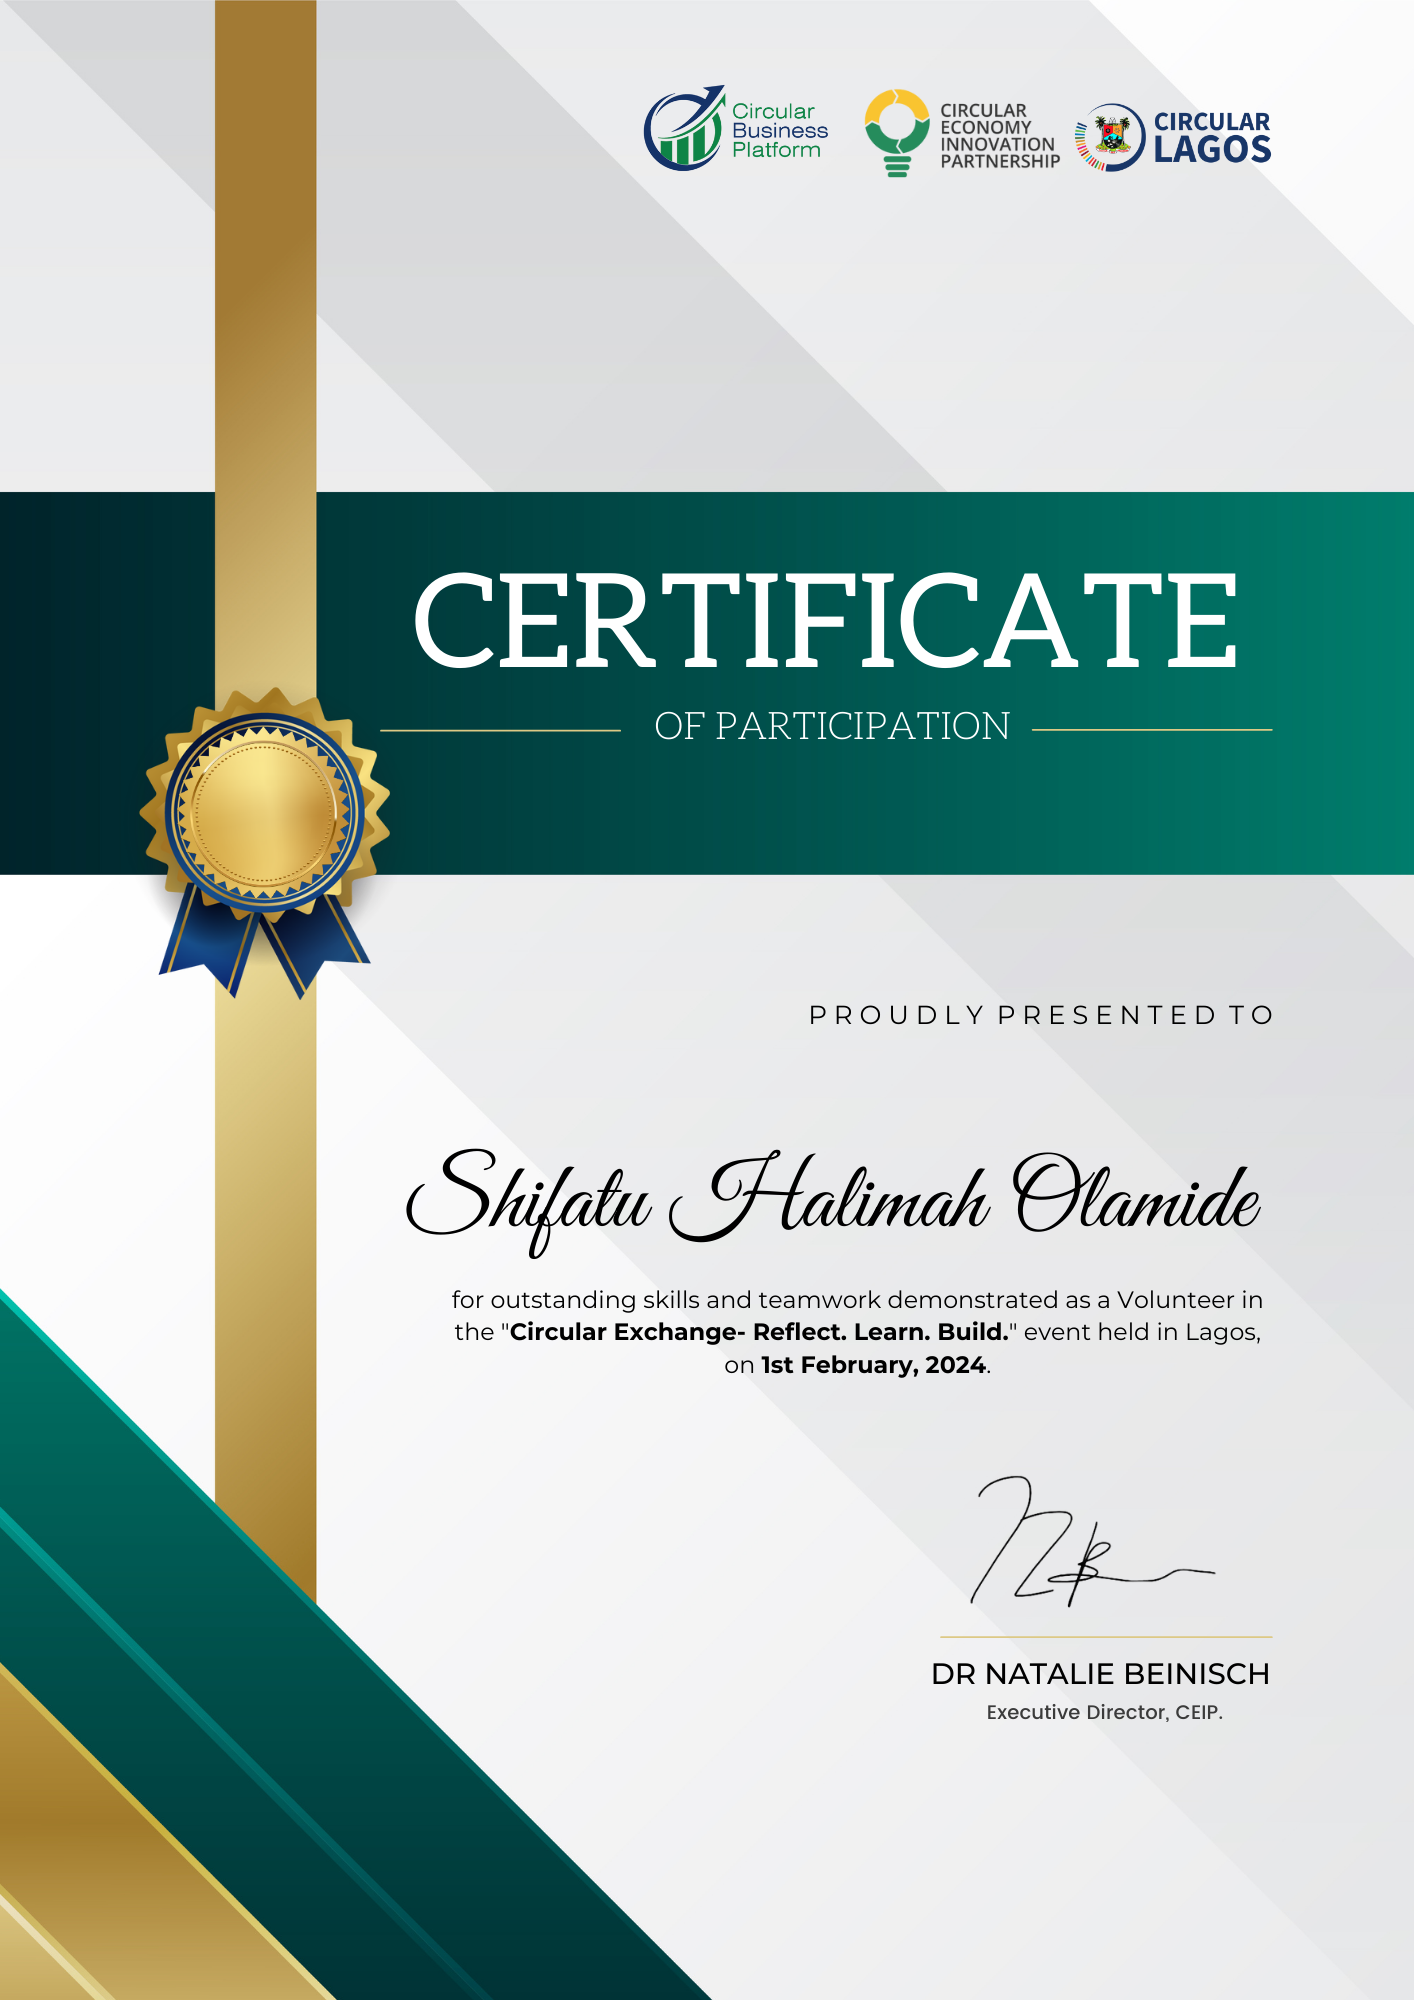 Circular
Business
Platform
CIRCULAR
ECONOMY
INNOVATION
PARTNERSHIP
CIRCULAR
LAGOS
CERTIFICATE
OF PARTICIPATION
PROUDLY PRESENTED TO
Shifatu Halimah Olamide
for outstanding skills and teamwork demonstrated as a Volunteer in
the "Circular Exchange- Reflect. Learn. Build." event held in Lagos,
on 1st February, 2024.
DR NATALIE BEINISCH
Executive Director, CEIP.